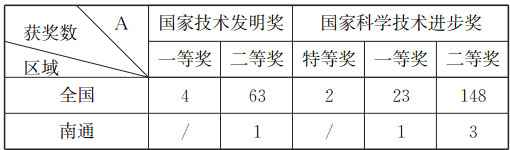 获奖数 A 国家技术发明奖 国家科学技术进步奖
区域 一等奖 二等奖 特等奖 一等奖 二等奖
全国 4 63 2 23 148
南通 / 1 / 1 3